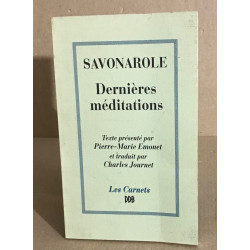 SAVONAROLE
Dernières
méditations
Texte présenté par
Pierre-Marie Emonet
et traduit par
Charles Journet
Les Carnets
DDB